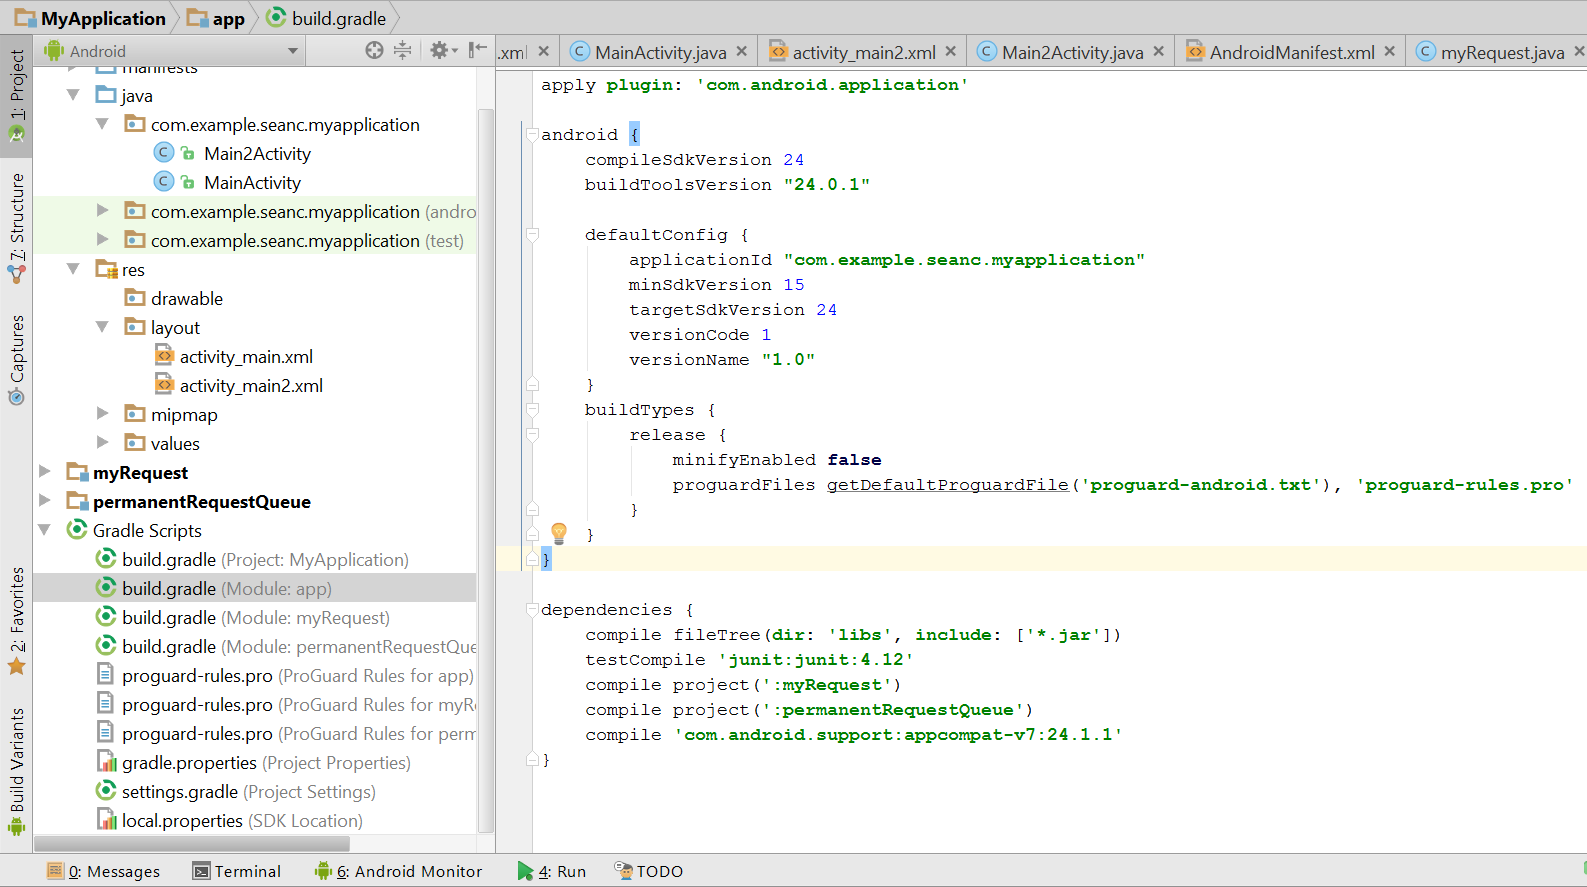 MyApplication app build.gradle
1: Project
7: Structure
Captures
2: Favorites
Build Variants
Android
manifests
java
com.example.seanc.myapplication
Main2Activity
MainActivity
com.example.seanc.myapplication (andro
com.example.seanc.myapplication (test)
res
drawable
layout
activity_main.xml
activity_main2.xml
mipmap
values
myRequest
permanentRequestQueue
Gradle Scripts
build.gradle (Project: MyApplication)
build.gradle (Module: app)
build.gradle (Module: myRequest)
build.gradle (Module: permanentRequestQue
proguard-rules.pro (ProGuard Rules for app)
proguard-rules.pro (ProGuard Rules for myR
proguard-rules.pro (ProGuard Rules for perm
gradle.properties (Project Properties)
settings.gradle (Project Settings)
local.properties (SDK Location)
.xml MainActivity.java activity_main2.xml Main2Activity.java AndroidManifest.xml myRequest.java
apply plugin: 'com.android.application'
android {
compileSdkVersion 24
buildToolsVersion "24.0.1"
defaultConfig {
applicationId "com.example.seanc.myapplication"
minSdkVersion 15
targetSdkVersion 24
versionCode 1
versionName "1.0"
}
buildTypes {
release {
minifyEnabled false
proguardFiles getDefaultProguardFile('proguard-android.txt'), 'proguard-rules.pro'
}
}
}
dependencies {
compile fileTree(dir: 'libs', include: ['*.jar'])
testCompile 'junit:junit:4.12'
compile project(':myRequest')
compile project(':permanentRequestQueue')
compile 'com.android.support:appcompat-v7:24.1.1'
}
0: Messages Terminal 6: Android Monitor 4: Run TODO